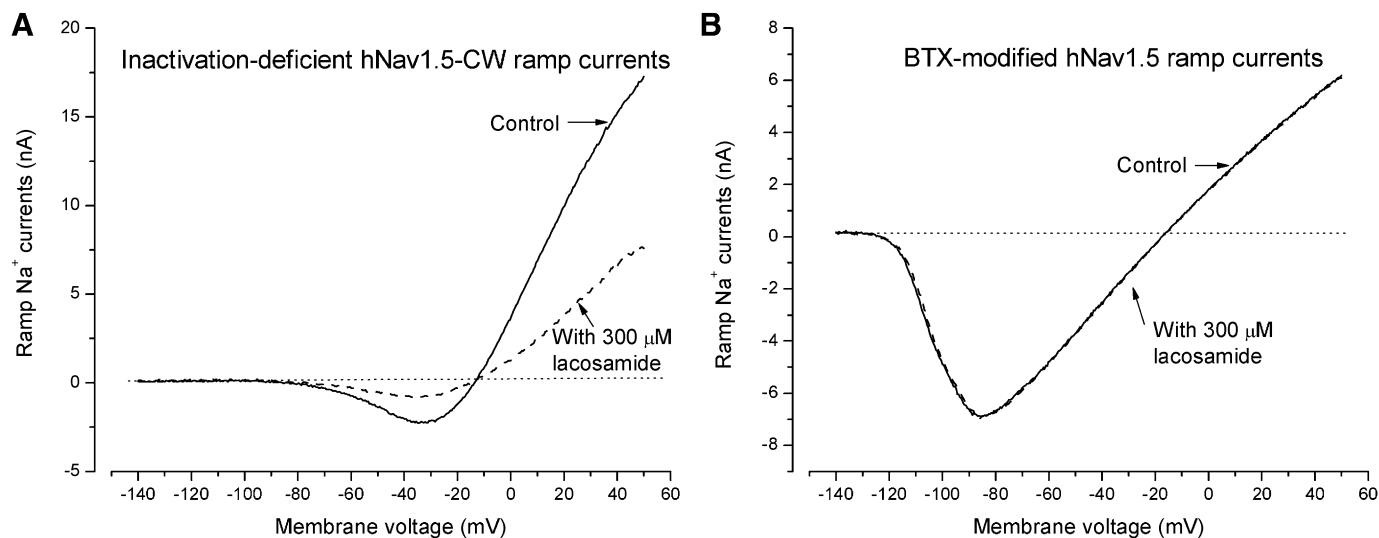 A
Inactivation-deficient hNav1.5-CW ramp currents
Ramp Na⁺ currents (nA)
20
15
10
5
0
-5
Control
With 300 μM
lacosamide
-140 -120 -100 -80 -60 -40 -20 0 20 40 60
Membrane voltage (mV)
B
BTX-modified hNav1.5 ramp currents
Ramp Na⁺ currents (nA)
8
6
4
2
0
-2
-4
-6
-8
Control
With 300 μM
lacosamide
-140 -120 -100 -80 -60 -40 -20 0 20 40 60
Membrane voltage (mV)